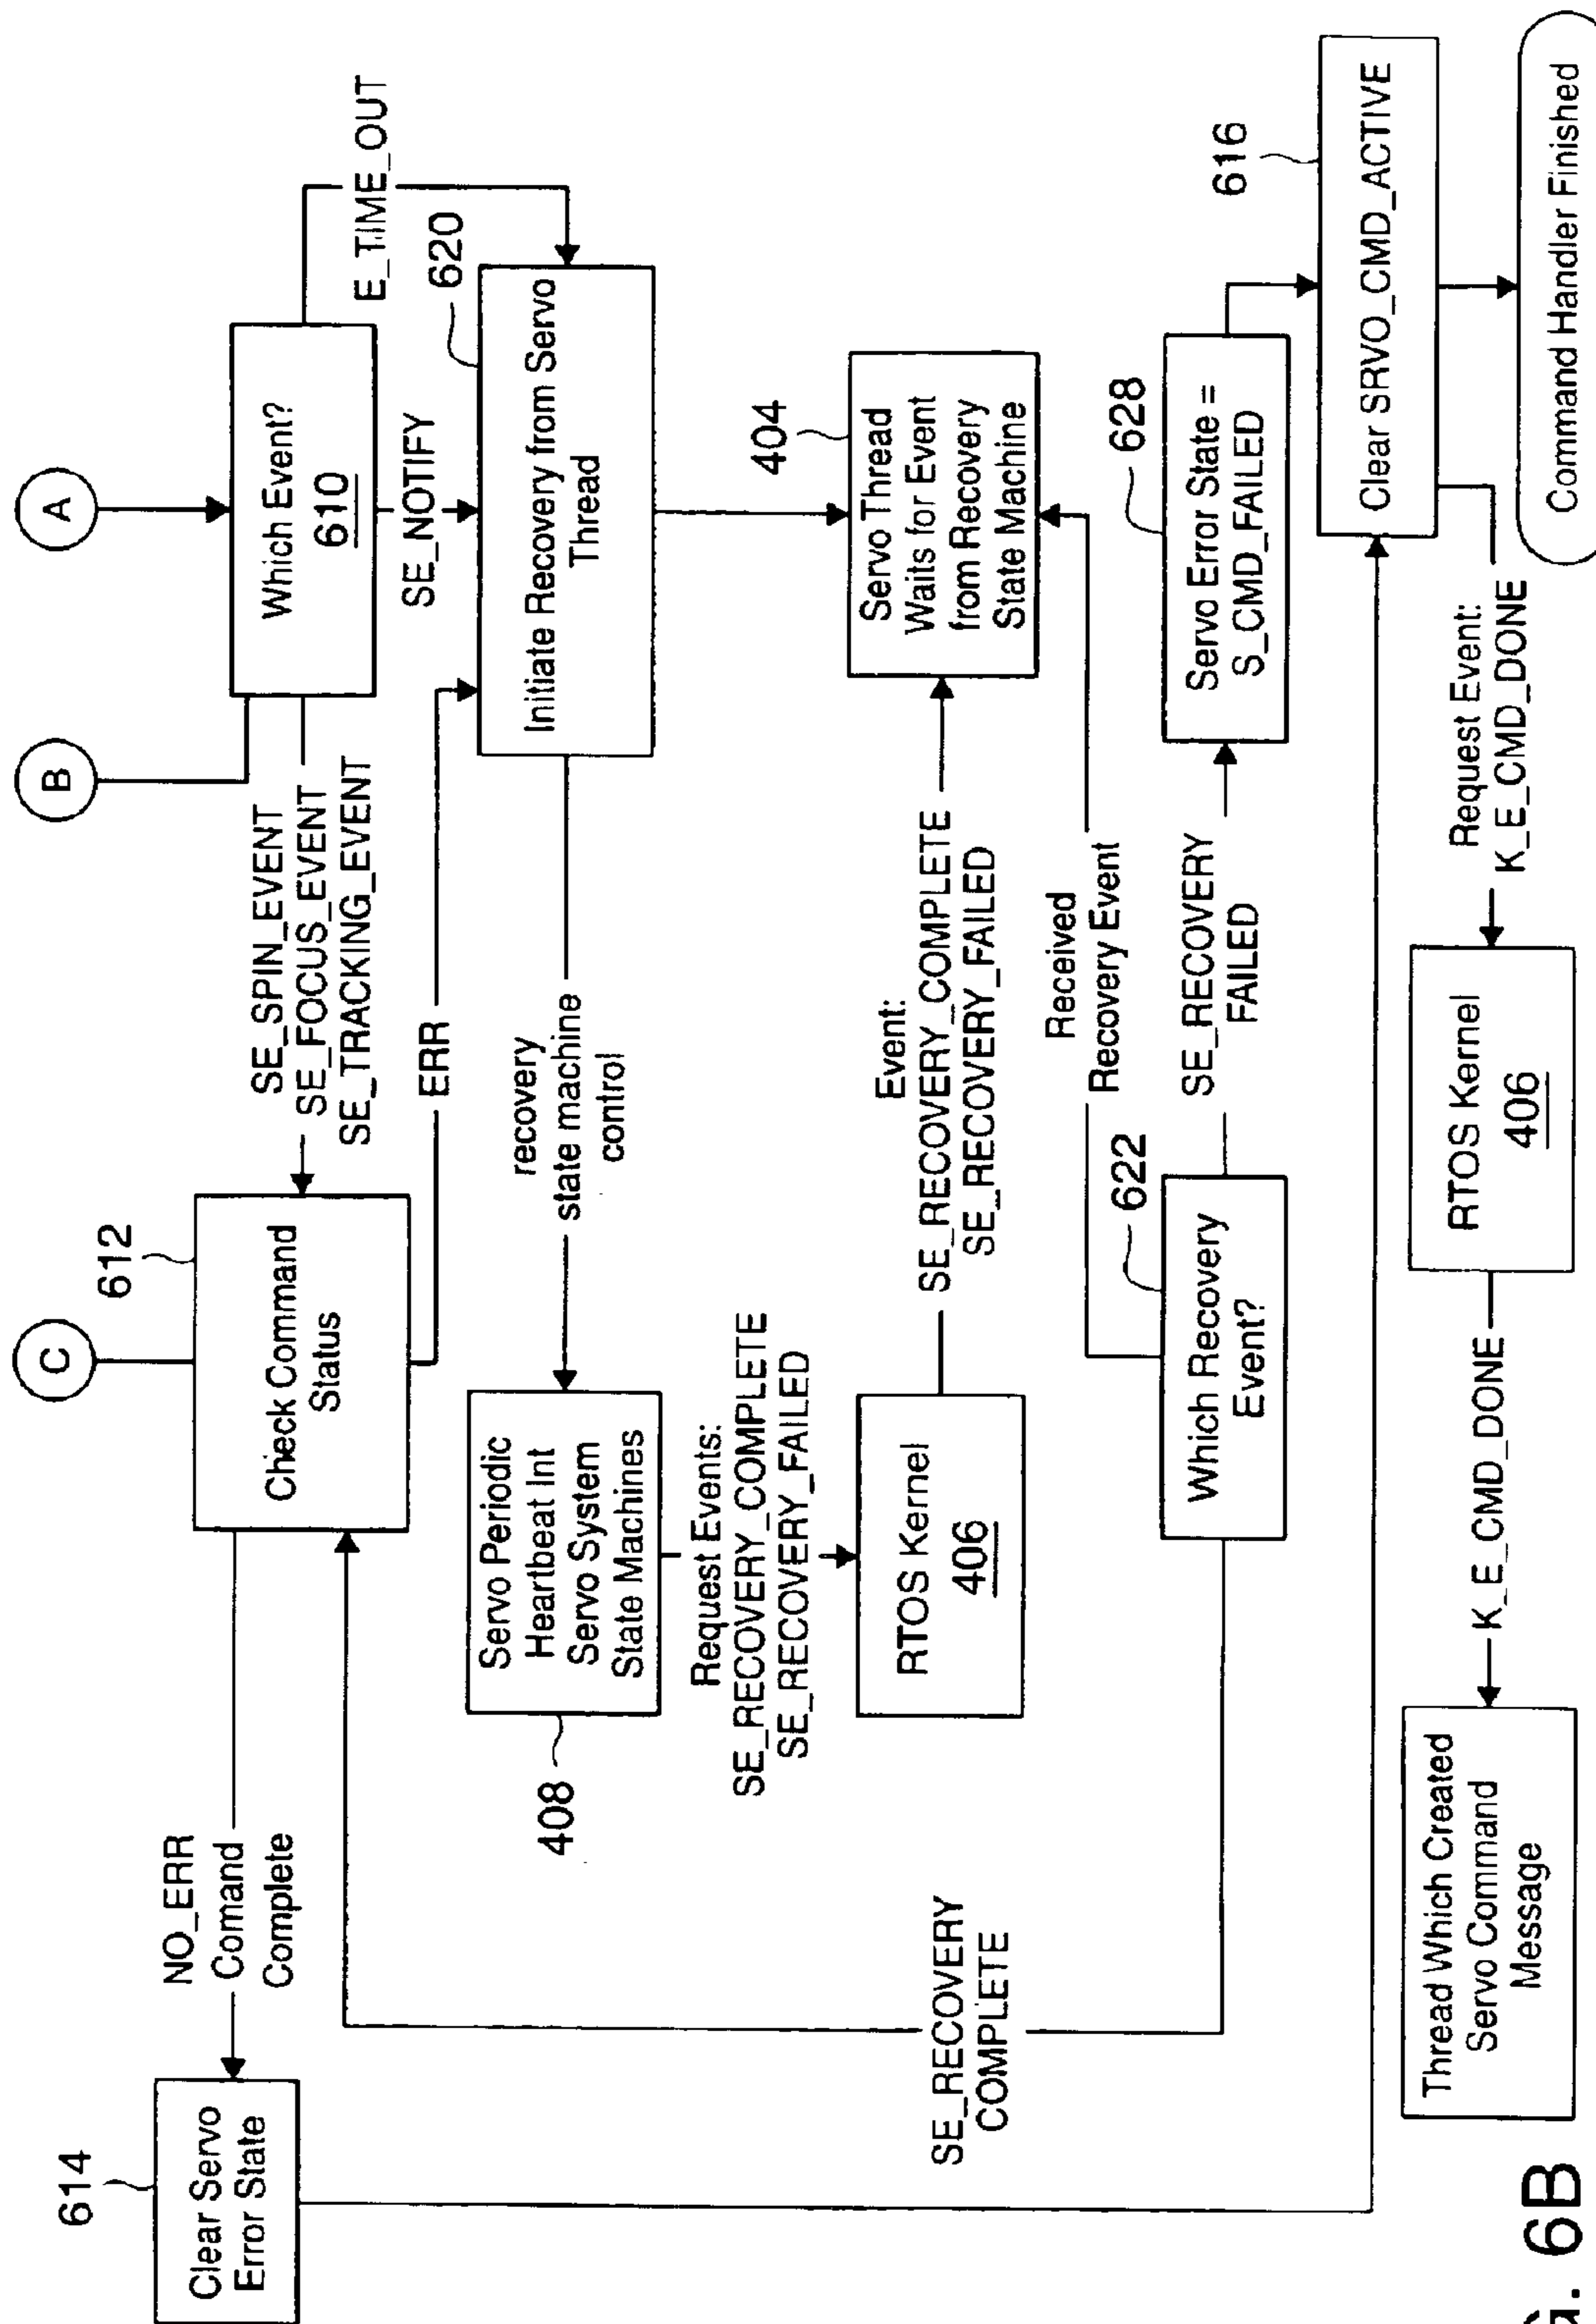 C
B
A
614
Clear Servo
Error State
NO_ERR
Comand
Complete
612
Check Command
Status
SE_SPIN_EVENT
SE_FOCUS_EVENT
SE_TRACKING_EVENT
Which Event?
610
E_TIME_OUT
SE_NOTIFY
ERR
620
Initiate Recovery from Servo
Thread
recovery
state machine
control
Servo Periodic
Heartbeat Int
Servo System
State Machines
408
Request Events:
SE_RECOVERY_COMPLETE
SE_RECOVERY_FAILED
RTOS Kernel
406
Event:
SE_RECOVERY_COMPLETE
SE_RECOVERY_FAILED
404
Servo Thread
Waits for Event
from Recovery
State Machine
Received
Recovery Event
622
Which Recovery
Event?
SE_RECOVERY
COMPLETE
SE_RECOVERY
FAILED
628
Servo Error State =
S_CMD_FAILED
616
Clear SRVO_CMD_ACTIVE
Request Event:
K_E_CMD_DONE
RTOS Kernel
406
K_E_CMD_DONE
Thread Which Created
Servo Command
Message
Command Handler Finished
G. 6B